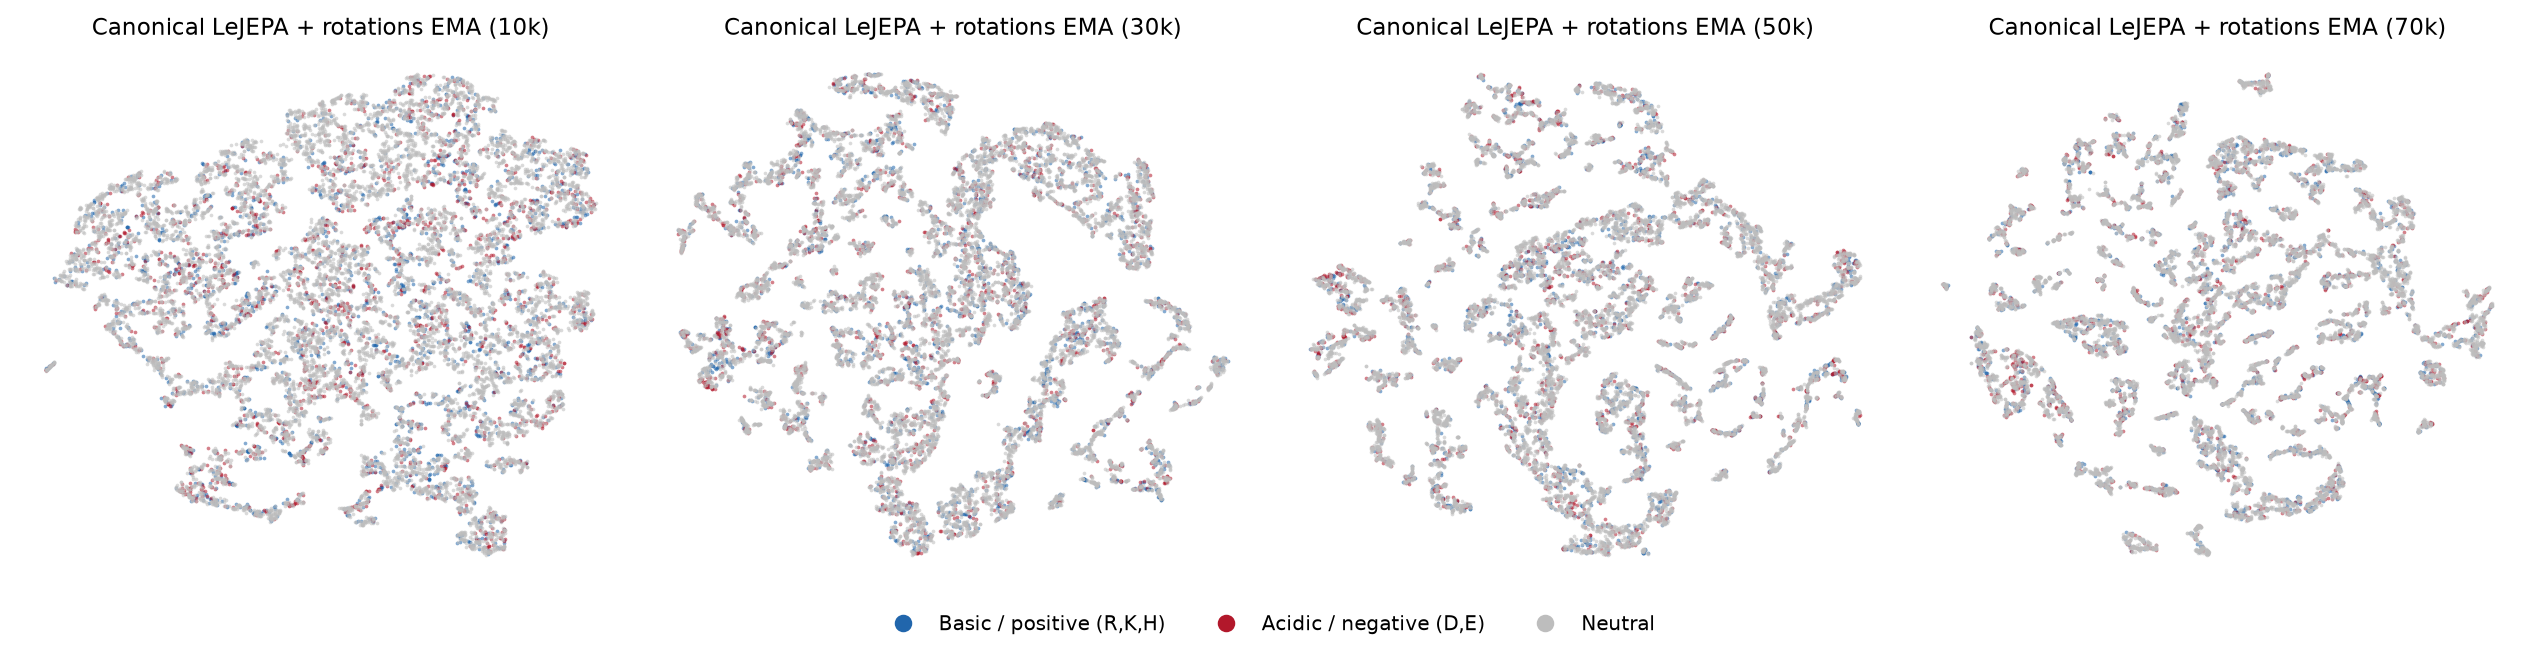 Canonical LeJEPA + rotations EMA (10k)
Canonical LeJEPA + rotations EMA (30k)
Canonical LeJEPA + rotations EMA (50k)
Canonical LeJEPA + rotations EMA (70k)
Basic / positive (R,K,H)
Acidic / negative (D,E)
Neutral